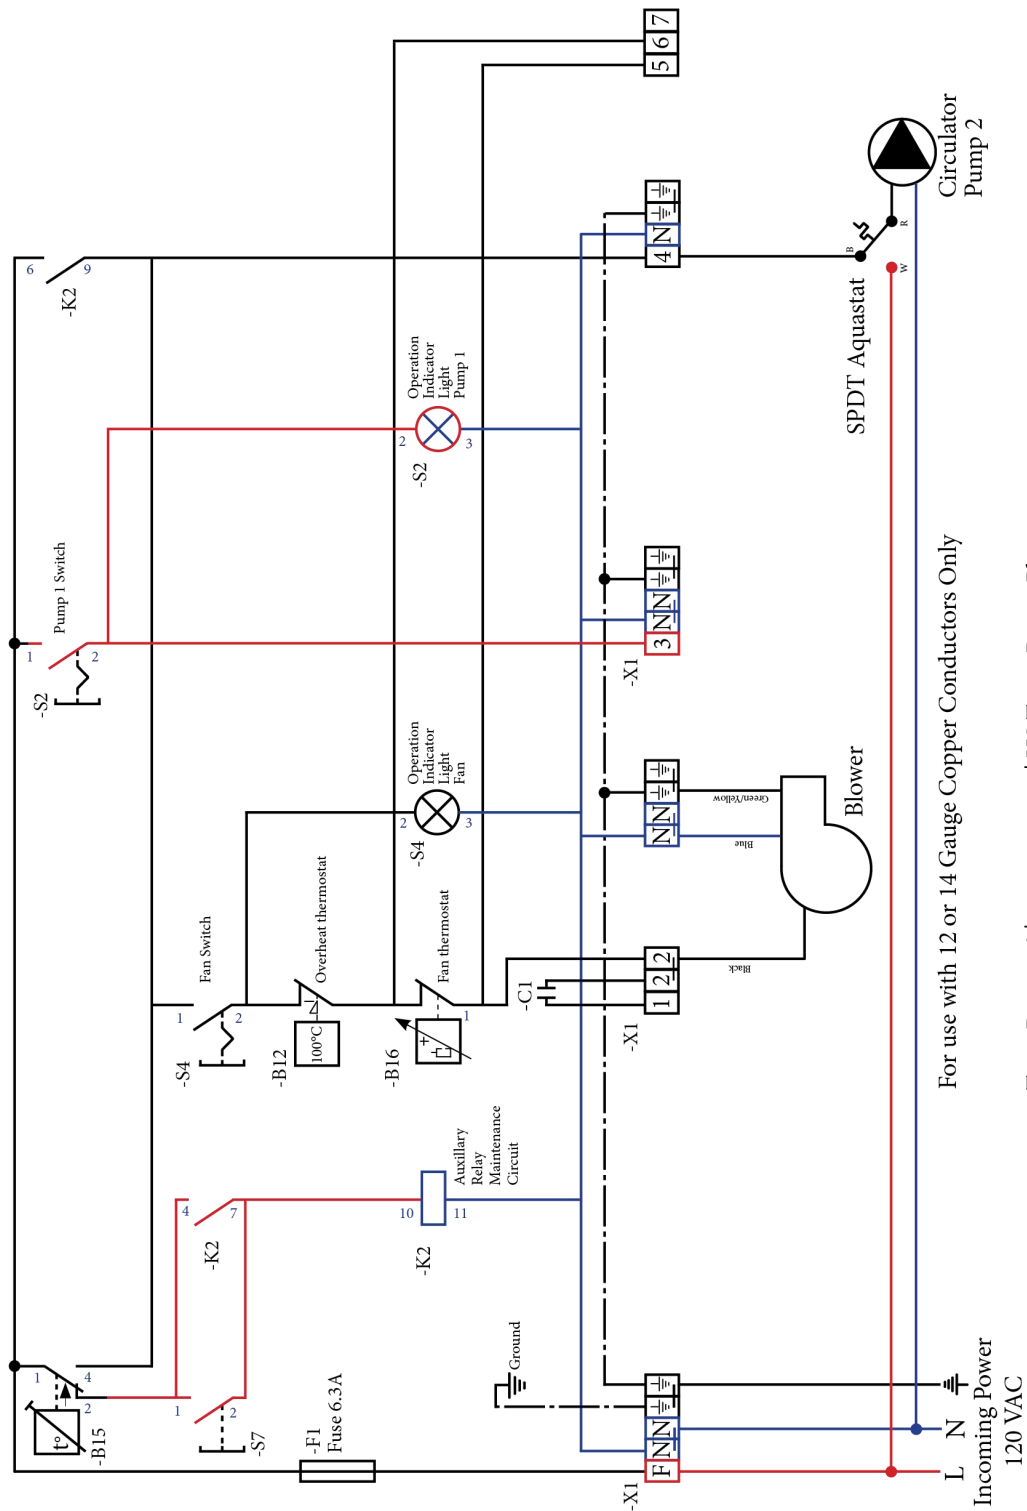 1
4
2
t°
-B15
6
9
-K2
1
2
Pump 1 Switch
-S2
1
2
-S7
4
7
-K2
1
2
Fan Switch
-S4
-B12
100°C
Overheat thermostat
-F1
Fuse 6.3A
-B16
1
Fan thermostat
10
11
-K2
Auxillary
Relay
Maintenance
Circuit
2
3
-S4
Operation
Indicator
Light
Fan
2
3
-S2
Operation
Indicator
Light
Pump 1
Ground
-C1
-X1
F N N
-X1
1 2 2
N N
-X1
3 N N
4 N
5 6 7
Black
Blue
Green/Yellow
Blower
SPDT Aquastat
B
W
R
Circulator
Pump 2
L
N
Incoming Power
120 VAC
For use with 12 or 14 Gauge Copper Conductors Only